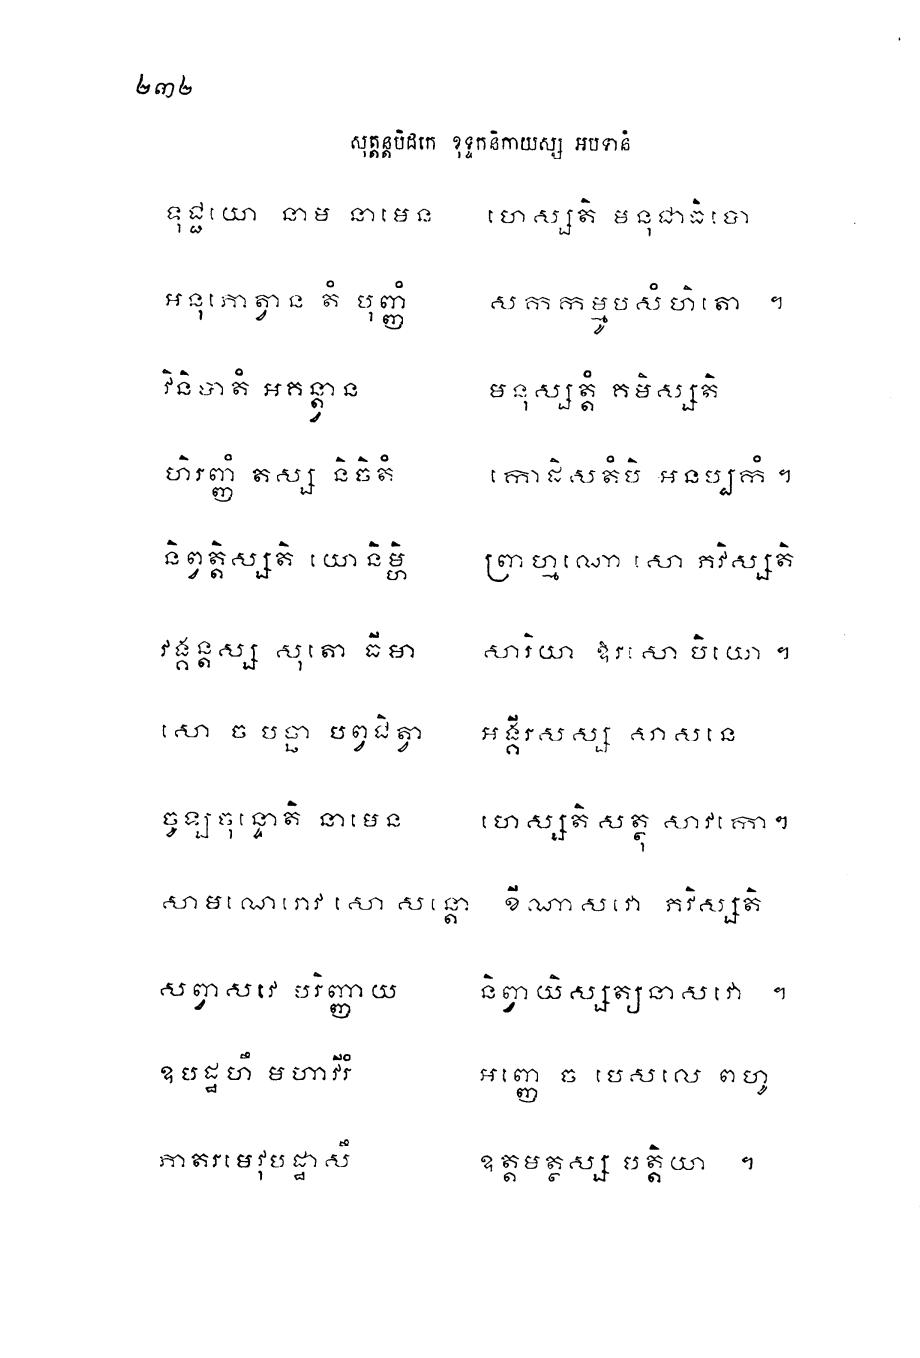 ២៣២
សុត្តន្តបិដកេ ខុទ្ទកនិកាយស្ស អបទានំ
ទុជ្ជយោ នាម នាមេន ហេស្សតិ មនុជាធិបោ
អនុភោត្វាន តំ បុញ្ញំ សកកម្មូបសំហិតោ ។
វិនិបាតំ អគន្ត្វាន មនុស្សត្តំ គមិស្សតិ
ហិរញ្ញំ តស្ស និចិតំ កោដិសតំបិ អនប្បកំ ។
និព្វត្តិស្សតិ យោនិម្ហិ ព្រាហ្មណោ សោ ភវិស្សតិ
វង្គន្តស្ស សុតោ ធីមា សារិយា ឱរសោ បិយោ ។
សោ ច បច្ឆា បព្វជិត្វា អង្គីរសស្ស សាសនេ
ចូឡចុន្ទោតិ នាមេន ហេស្សតិ សត្ថុ សាវកោ ។
សាមណេរោវ សោ សន្តោ ខីណាសវោ ភវិស្សតិ
សព្វាសវេ បរិញ្ញាយ និព្វាយិស្សត្យនាសវោ ។
ឧបដ្ឋហឹ មហាវីរំ អញ្ញេ ច បេសលេ ពហូ
ភាតរមេវុបដ្ឋាសឹ ឧត្តមត្ថស្ស បត្តិយា ។